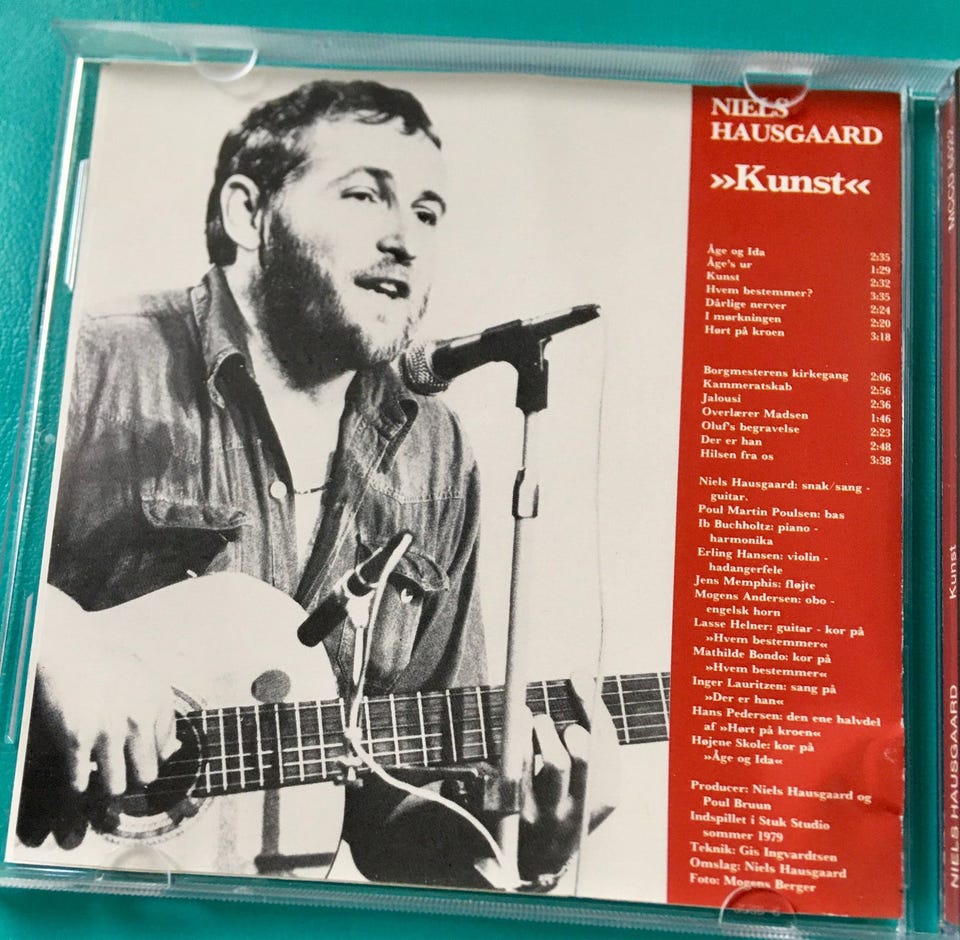 NIELS
HAUSGAARD
»Kunst«
Åge og Ida 2:35
Åge's ur 1:29
Kunst 2:32
Hvem bestemmer? 3:35
Dårlige nerver 2:24
I mørkningen 2:20
Hørt på kroen 3:18
Borgmesterens kirkegang 2:06
Kammeratskab 2:56
Jalousi 2:36
Overlærer Madsen 1:46
Oluf's begravelse 2:23
Der er han 2:48
Hilsen fra os 3:38
Niels Hausgaard: snak/sang -
guitar.
Poul Martin Poulsen: bas
Ib Buchholtz: piano -
harmonika
Erling Hansen: violin -
hadangerfele
Jens Memphis: fløjte
Mogens Andersen: obo -
engelsk horn
Lasse Helner: guitar - kor på
»Hvem bestemmer«
Mathilde Bondo: kor på
»Hvem bestemmer«
Inger Lauritzen: sang på
»Der er han«
Hans Pedersen: den ene halvdel
af »Hørt på kroen«
Højene Skole: kor på
»Åge og Ida«
Producer: Niels Hausgaard og
Poul Bruun
Indspillet i Stuk Studio
sommer 1979
Teknik: Gis Ingvardtsen
Omslag: Niels Hausgaard
Foto: Mogens Berger
NIELS HAUSGAARD Kunst